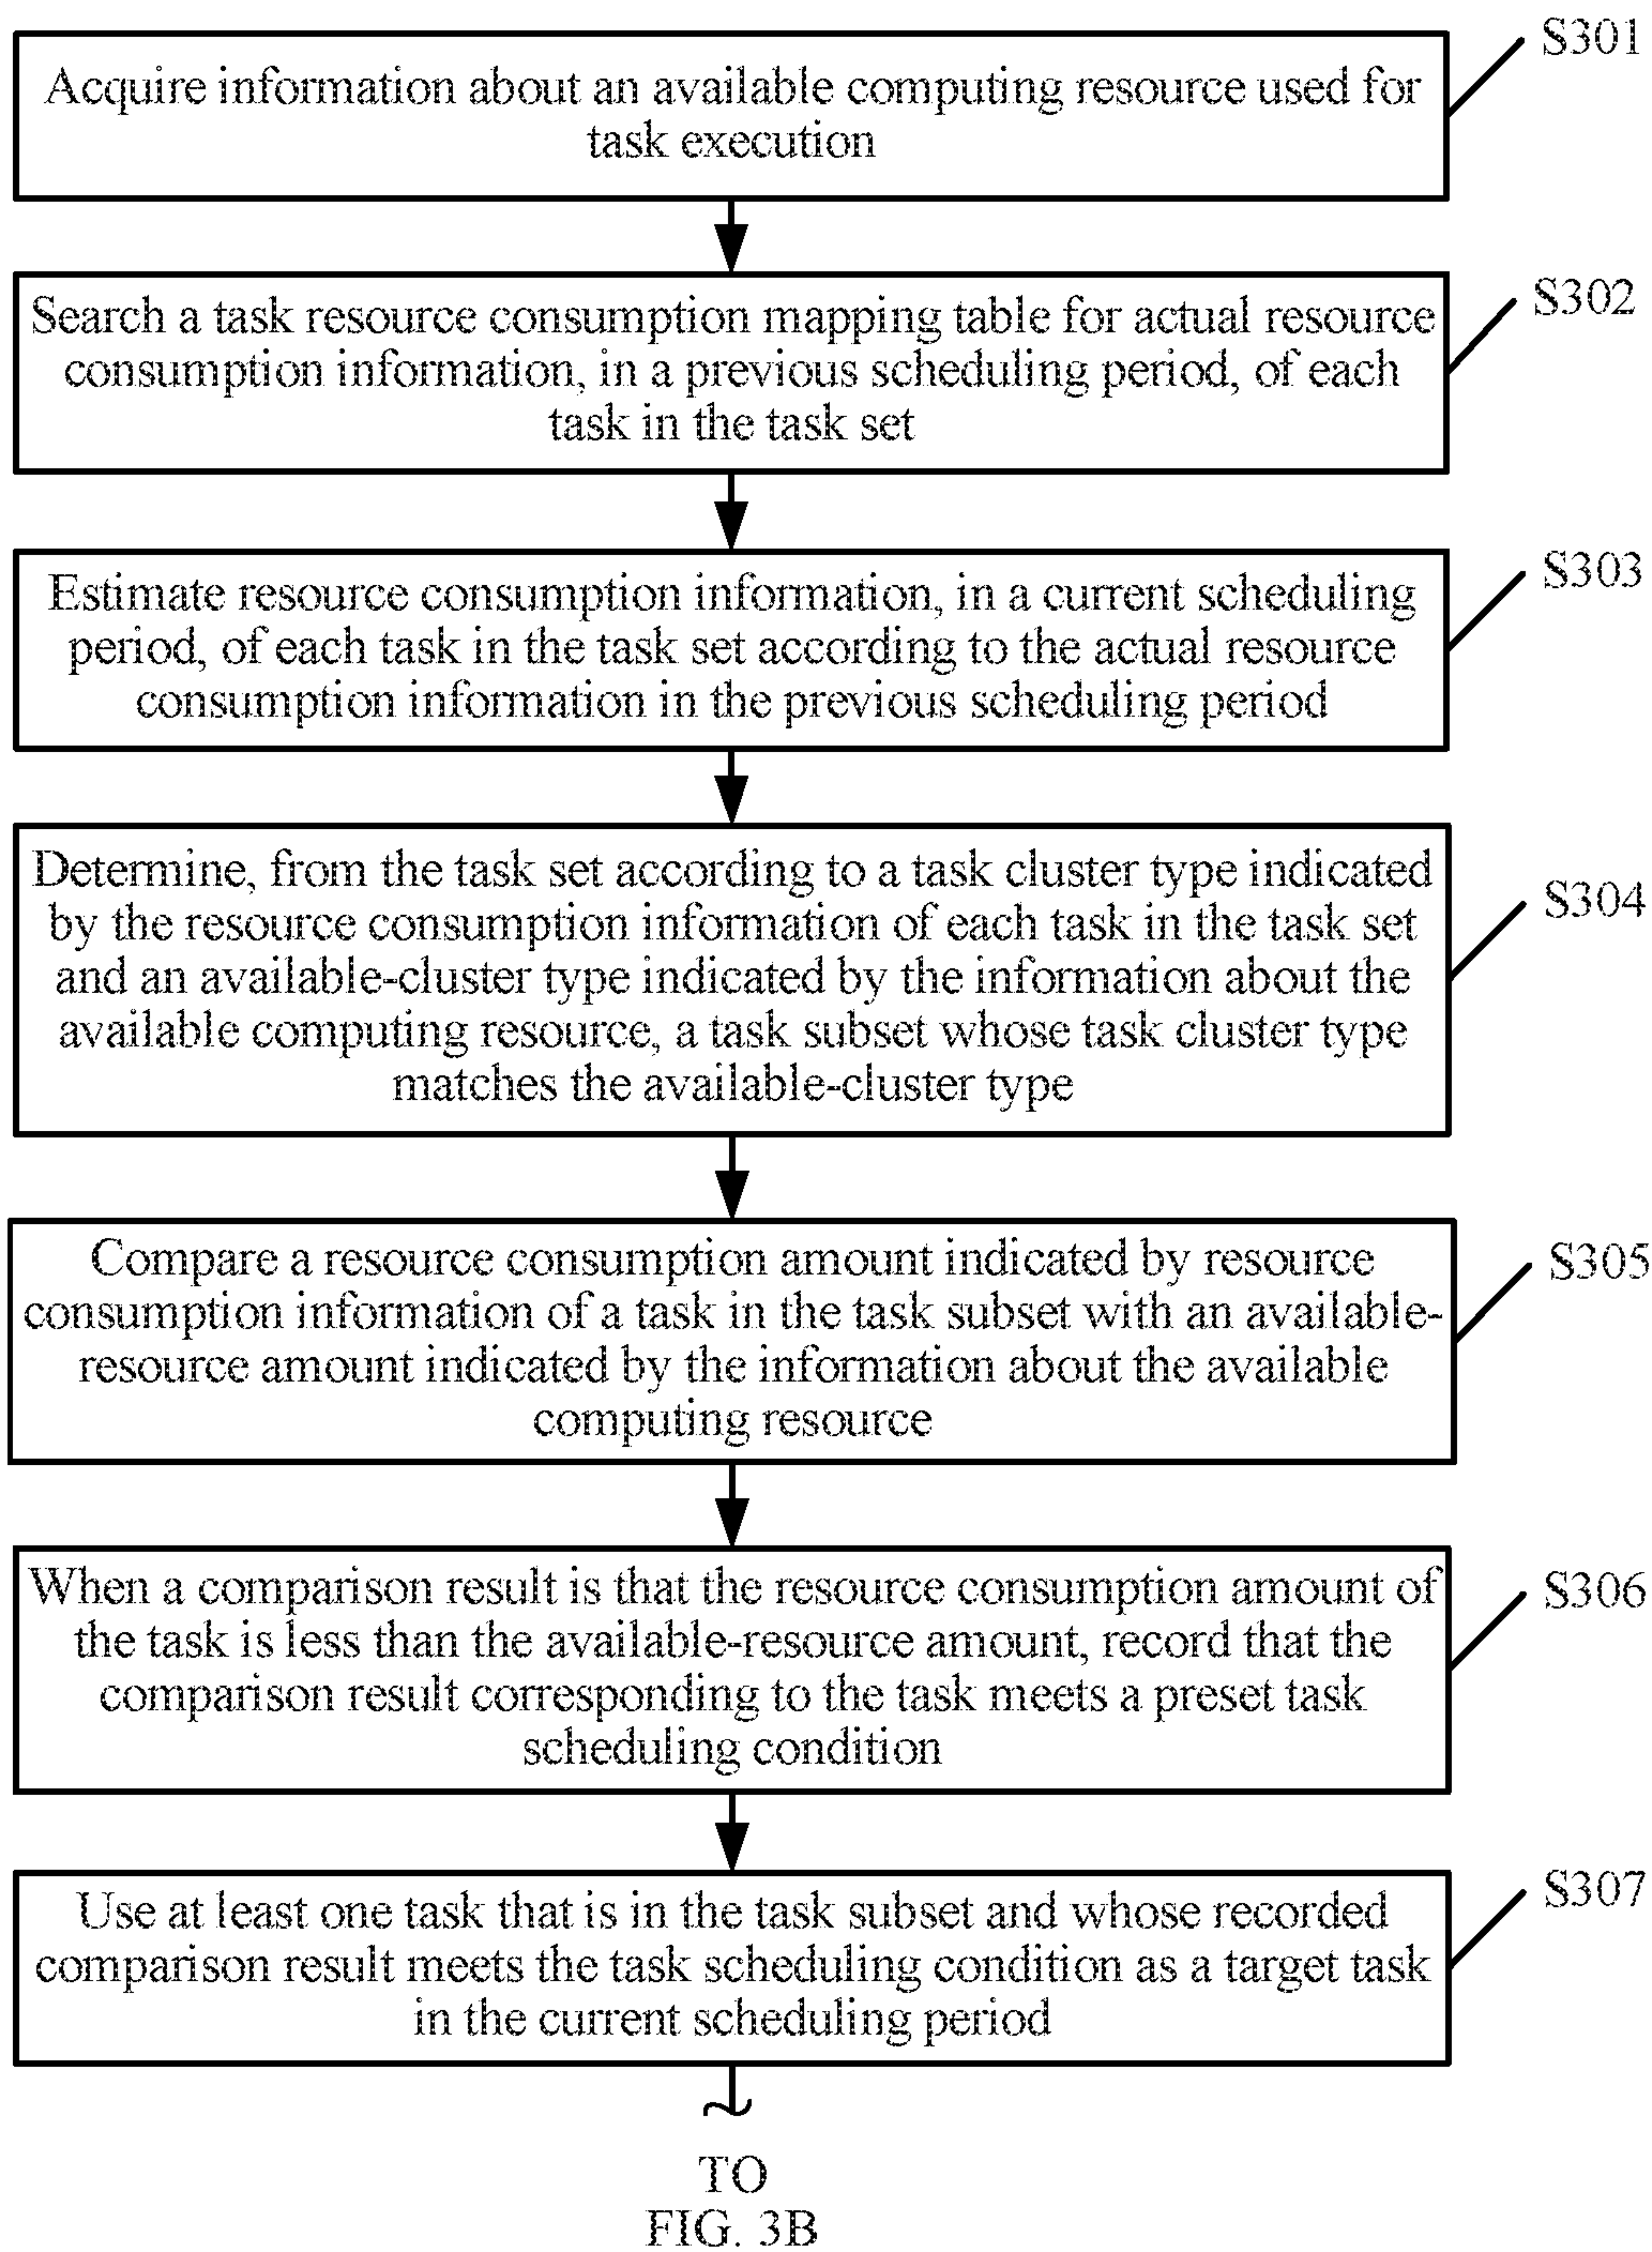 S301
Acquire information about an available computing resource used for
task execution
S302
Search a task resource consumption mapping table for actual resource
consumption information, in a previous scheduling period, of each
task in the task set
S303
Estimate resource consumption information, in a current scheduling
period, of each task in the task set according to the actual resource
consumption information in the previous scheduling period
S304
Determine, from the task set according to a task cluster type indicated
by the resource consumption information of each task in the task set
and an available-cluster type indicated by the information about the
available computing resource, a task subset whose task cluster type
matches the available-cluster type
S305
Compare a resource consumption amount indicated by resource
consumption information of a task in the task subset with an available-
resource amount indicated by the information about the available
computing resource
S306
When a comparison result is that the resource consumption amount of
the task is less than the available-resource amount, record that the
comparison result corresponding to the task meets a preset task
scheduling condition
S307
Use at least one task that is in the task subset and whose recorded
comparison result meets the task scheduling condition as a target task
in the current scheduling period
TO
FIG. 3B